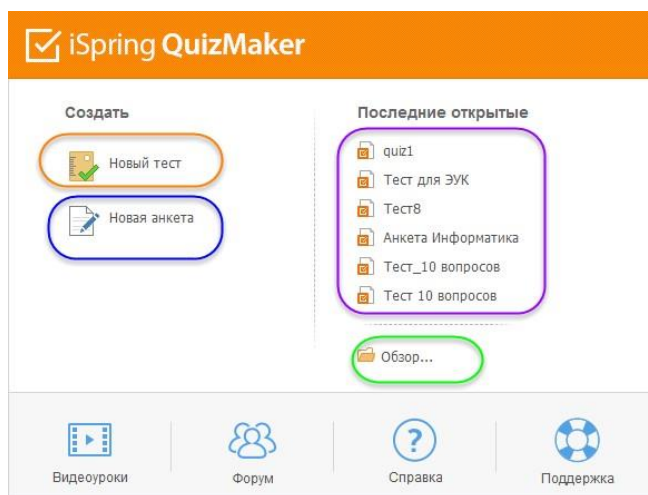 iSpring QuizMaker
Создать
Новый тест
Новая анкета
Последние открытые
quiz1
Тест для ЭУК
Тест8
Анкета Информатика
Тест_10 вопросов
Тест 10 вопросов
Обзор...
Видеоуроки
Форум
Справка
Поддержка